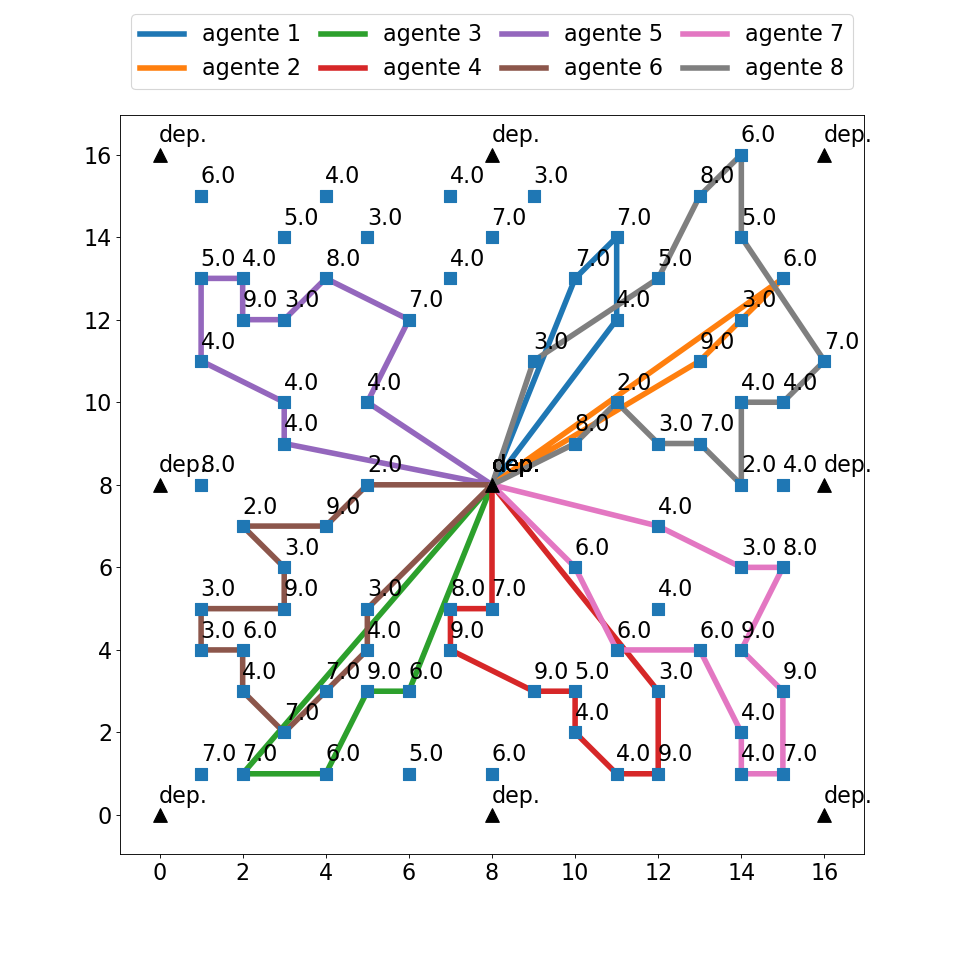 agente 1 agente 3 agente 5 agente 7
agente 2 agente 4 agente 6 agente 8
dep. dep. 6.0 dep.
16
6.0 4.0 4.0 3.0 8.0
5.0 3.0 7.0 7.0 5.0
14
5.0 4.0 8.0 4.0 7.0 5.0 6.0
9.0 3.0 7.0 4.0 3.0
12
4.0 3.0 9.0 7.0
4.0 4.0 2.0 4.0 4.0
10
4.0 8.0 3.0 7.0
dep. 8.0 2.0 dep. 2.0 4.0 dep.
8
2.0 9.0 4.0
3.0 6.0 3.0 8.0
6
3.0 9.0 3.0 8.0 7.0 4.0
3.0 6.0 4.0 9.0 6.0 6.0 9.0
4
4.0 7.0 9.0 6.0 9.0 5.0 3.0 9.0
7.0 4.0 4.0
2
7.0 7.0 6.0 5.0 6.0 4.0 9.0 4.0 7.0
dep. dep. dep.
0
0 2 4 6 8 10 12 14 16